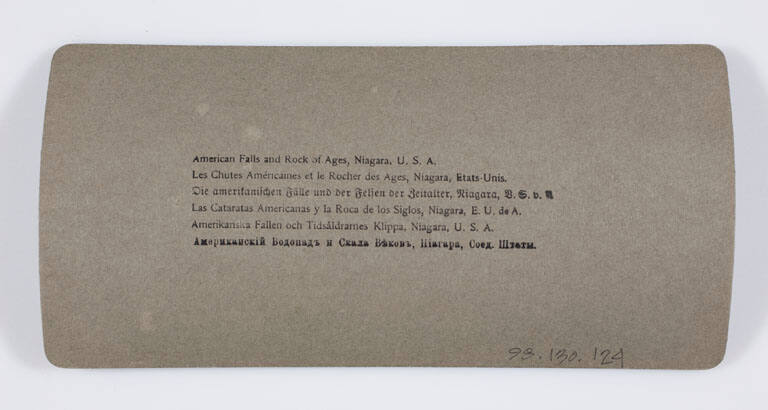 American Falls and Rock of Ages, Niagara, U. S. A.
Les Chutes Américaines et le Rocher des Ages, Niagara, Etats-Unis.
Die amerikanischen Fälle und der Felsen der Zeitalter, Niagara, V. S. v. A
Las Cataratas Americanas y la Roca de los Siglos, Niagara, E. U. de A.
Amerikanska Fallen och Tidsåldrarnes Klippa, Niagara, U. S. A.
Американскій Водопадъ и Скала Вѣковъ, Ніагара, Соед. Штаты.
98.130.124